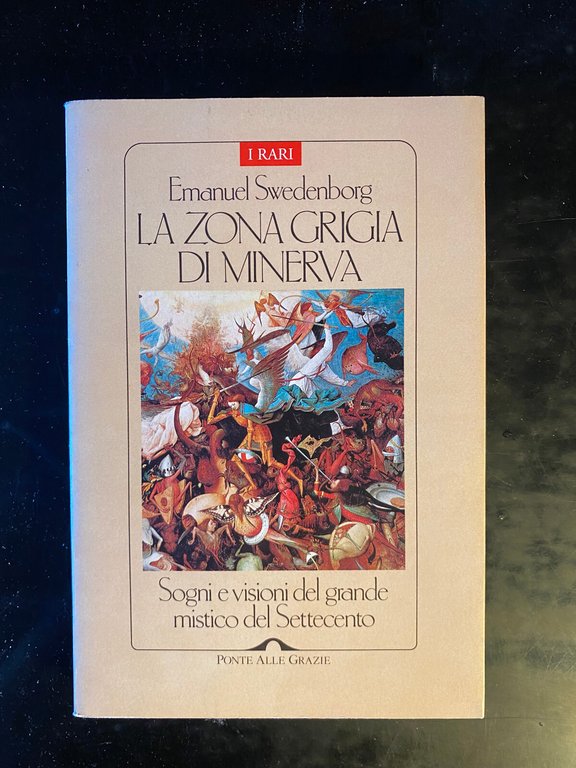 I RARI
Emanuel Swedenborg
LA ZONA GRIGIA
DI MINERVA
Sogni e visioni del grande
mistico del Settecento
PONTE ALLE GRAZIE